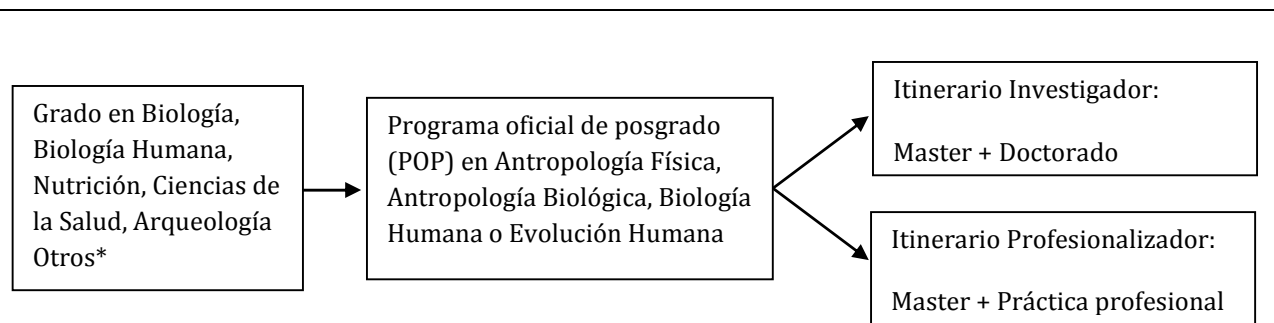 Grado en Biología,
Biología Humana,
Nutrición, Ciencias de
la Salud, Arqueología
Otros*
Programa oficial de posgrado
(POP) en Antropología Física,
Antropología Biológica, Biología
Humana o Evolución Humana
Itinerario Investigador:
Master + Doctorado
Itinerario Profesionalizador:
Master + Práctica profesional